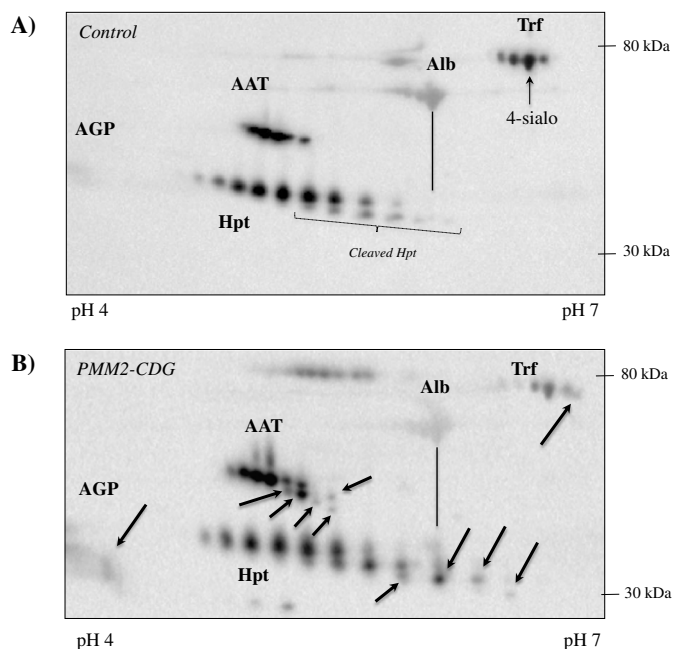 A)
Control
Trf
80 kDa
Alb
AAT
4-sialo
AGP
Hpt
Cleaved Hpt
30 kDa
pH 4
pH 7
B)
PMM2-CDG
Trf
80 kDa
Alb
AAT
AGP
Hpt
30 kDa
pH 4
pH 7